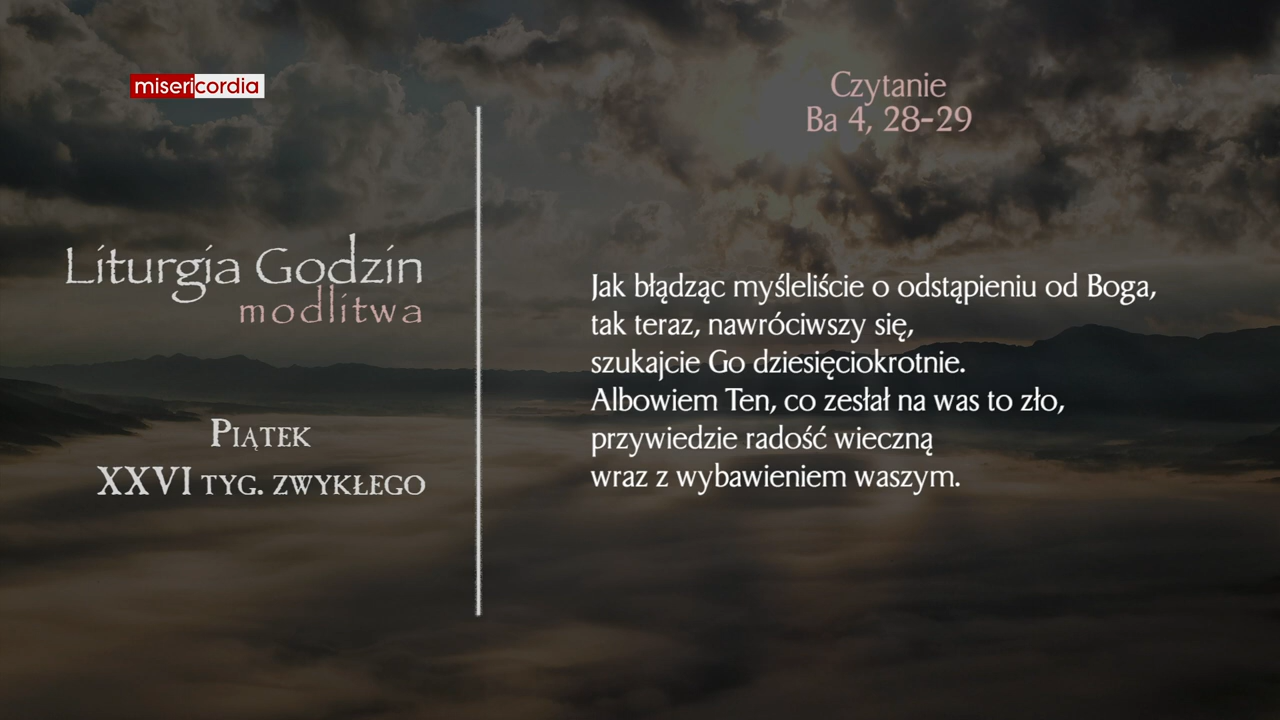 misericordia
Liturgia Godzin
modlitwa
Piątek
XXVI tyg. zwykłego
Czytanie
Ba 4, 28-29
Jak błądząc myśleliście o odstąpieniu od Boga,
tak teraz, nawróciwszy się,
szukajcie Go dziesięciokrotnie.
Albowiem Ten, co zesłał na was to zło,
przywiedzie radość wieczną
wraz z wybawieniem waszym.